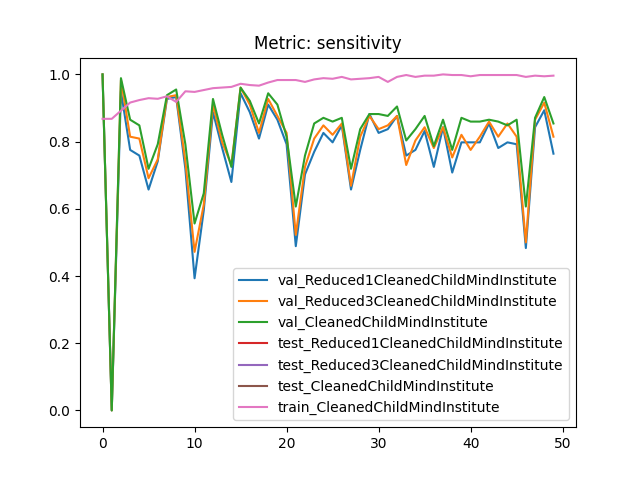 Metric: sensitivity
1.0
0.8
0.6
0.4
0.2
0.0
val_Reduced1CleanedChildMindInstitute
val_Reduced3CleanedChildMindInstitute
val_CleanedChildMindInstitute
test_Reduced1CleanedChildMindInstitute
test_Reduced3CleanedChildMindInstitute
test_CleanedChildMindInstitute
train_CleanedChildMindInstitute
0 10 20 30 40 50